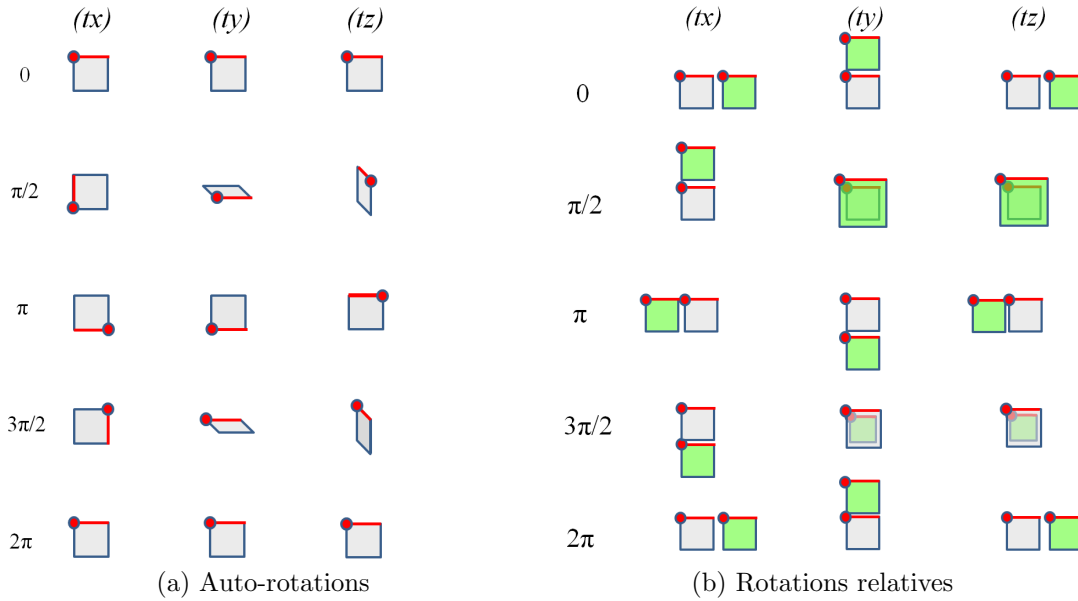 (tx) (ty) (tz)
0
π/2
π
3π/2
2π
(a) Auto-rotations
(tx) (ty) (tz)
0
π/2
π
3π/2
2π
(b) Rotations relatives